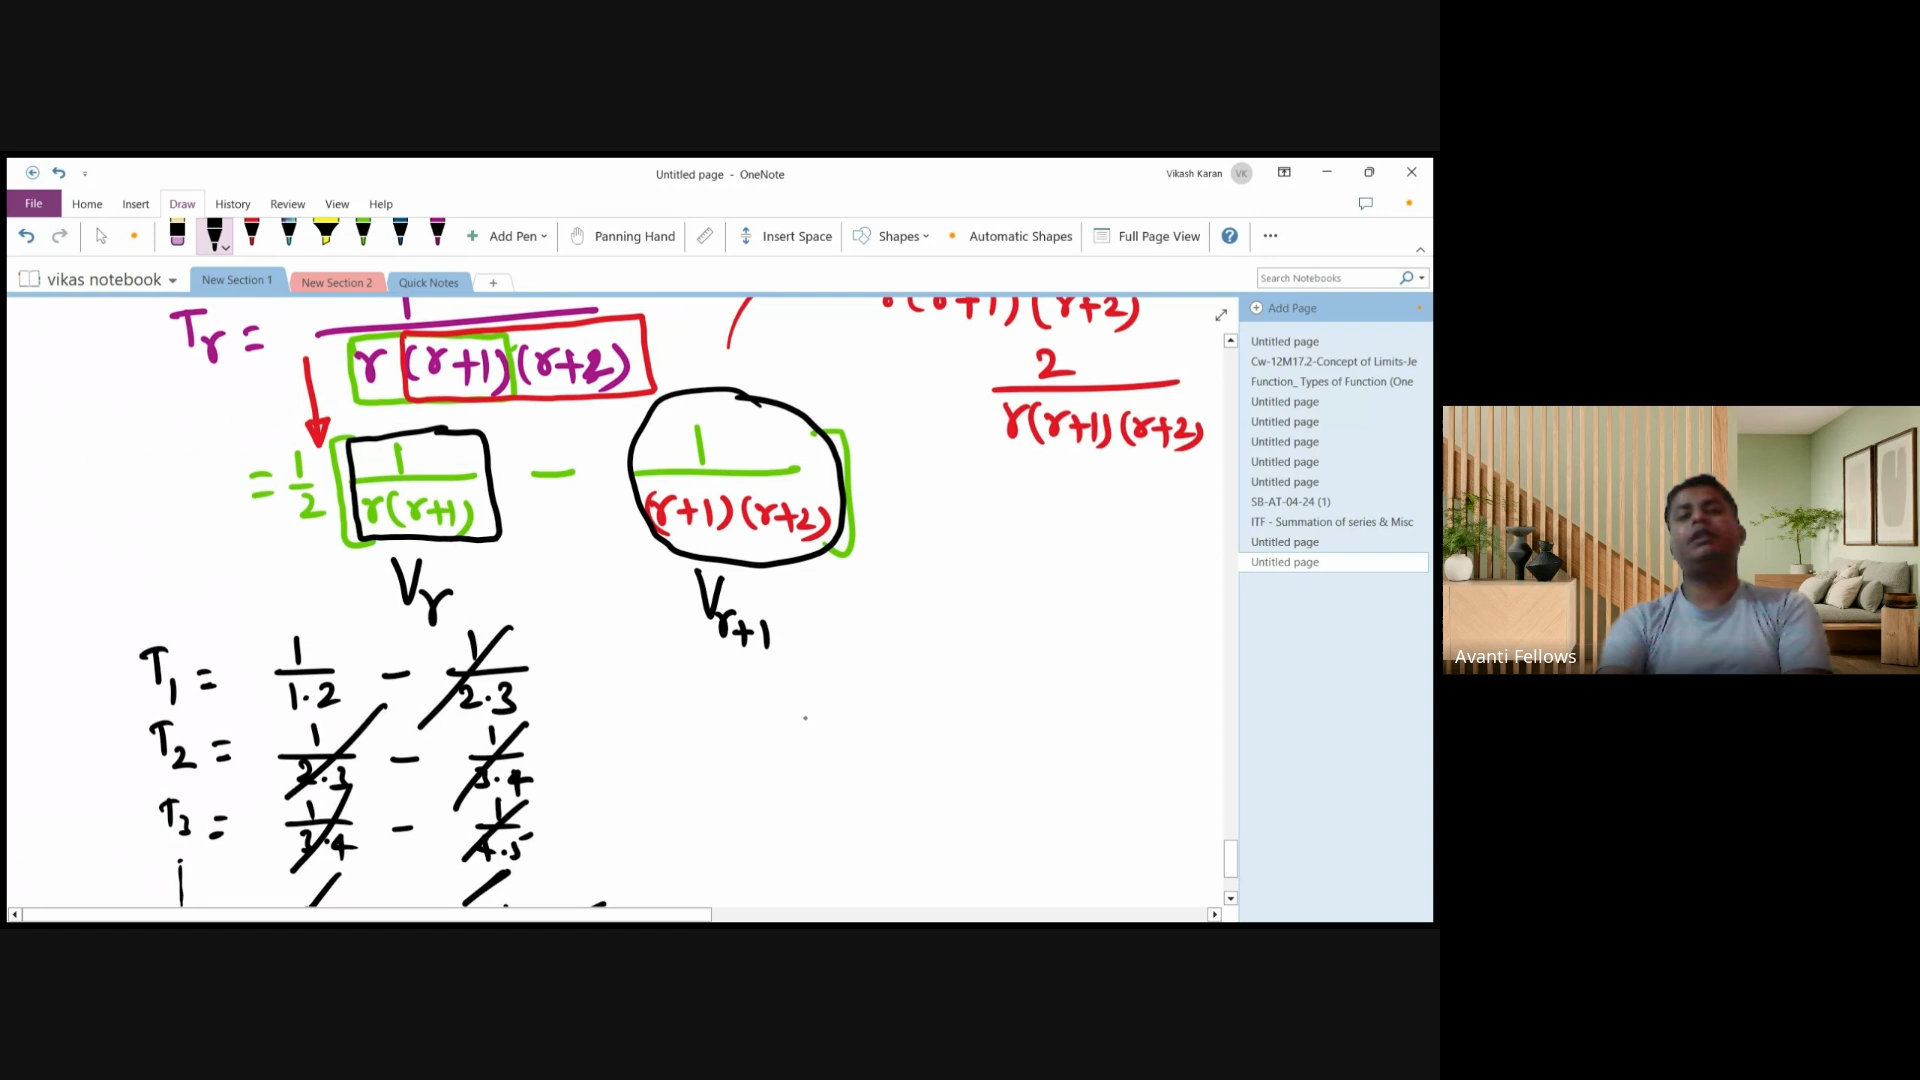 Untitled page - OneNote
Vikash Karan VK
File Home Insert Draw History Review View Help
Add Pen Panning Hand Insert Space Shapes Automatic Shapes Full Page View ? ...
vikas notebook New Section 1 New Section 2 Quick Notes +
Search Notebooks
Add Page
Untitled page
Cw-12M17.2-Concept of Limits-Je
Function_ Types of Function (One
Untitled page
Untitled page
Untitled page
Untitled page
Untitled page
SB-AT-04-24 (1)
ITF - Summation of series & Misc
Untitled page
Untitled page
Tr = 1 / r(r+1)(r+2)
r(r+1)(r+2)
2 / r(r+1)(r+2)
= 1/2 [ 1 / r(r+1) - 1 / (r+1)(r+2) ]
Vr Vr+1
T1 = 1/1·2 - 1/2·3
T2 = 1/2·3 - 1/3·4
T3 = 1/3·4 - 1/4·5
Avanti Fellows